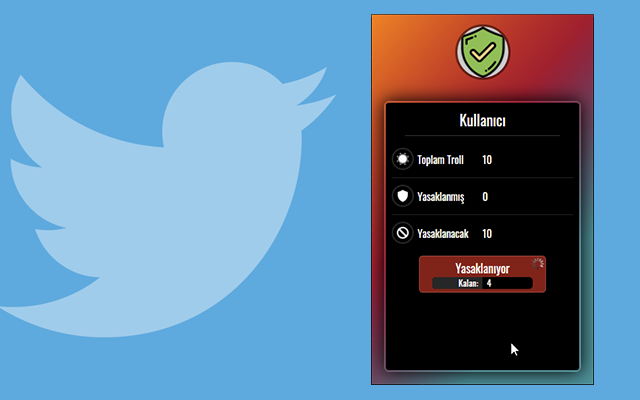 Kullanıcı
Toplam Troll 10
Yasaklanmış 0
Yasaklanacak 10
Yasaklanıyor
Kalan: 4